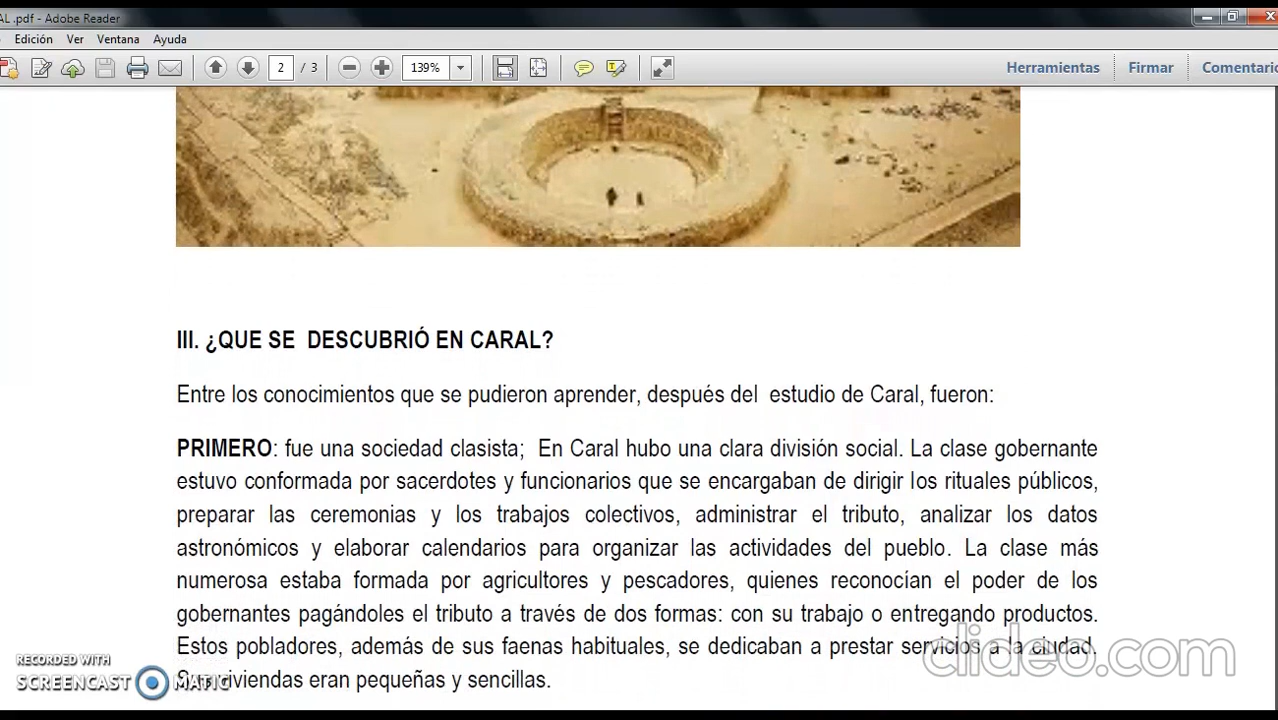 AL .pdf - Adobe Reader
Edición Ver Ventana Ayuda
2 / 3 139% Herramientas Firmar Comentario
III. ¿QUE SE DESCUBRIÓ EN CARAL?
Entre los conocimientos que se pudieron aprender, después del estudio de Caral, fueron:
PRIMERO: fue una sociedad clasista; En Caral hubo una clara división social. La clase gobernante
estuvo conformada por sacerdotes y funcionarios que se encargaban de dirigir los rituales públicos,
preparar las ceremonias y los trabajos colectivos, administrar el tributo, analizar los datos
astronómicos y elaborar calendarios para organizar las actividades del pueblo. La clase más
numerosa estaba formada por agricultores y pescadores, quienes reconocían el poder de los
gobernantes pagándoles el tributo a través de dos formas: con su trabajo o entregando productos.
Estos pobladores, además de sus faenas habituales, se dedicaban a prestar servicios a la ciudad.
viviendas eran pequeñas y sencillas.
RECORDED WITH
SCREENCAST MATIC
clideo.com